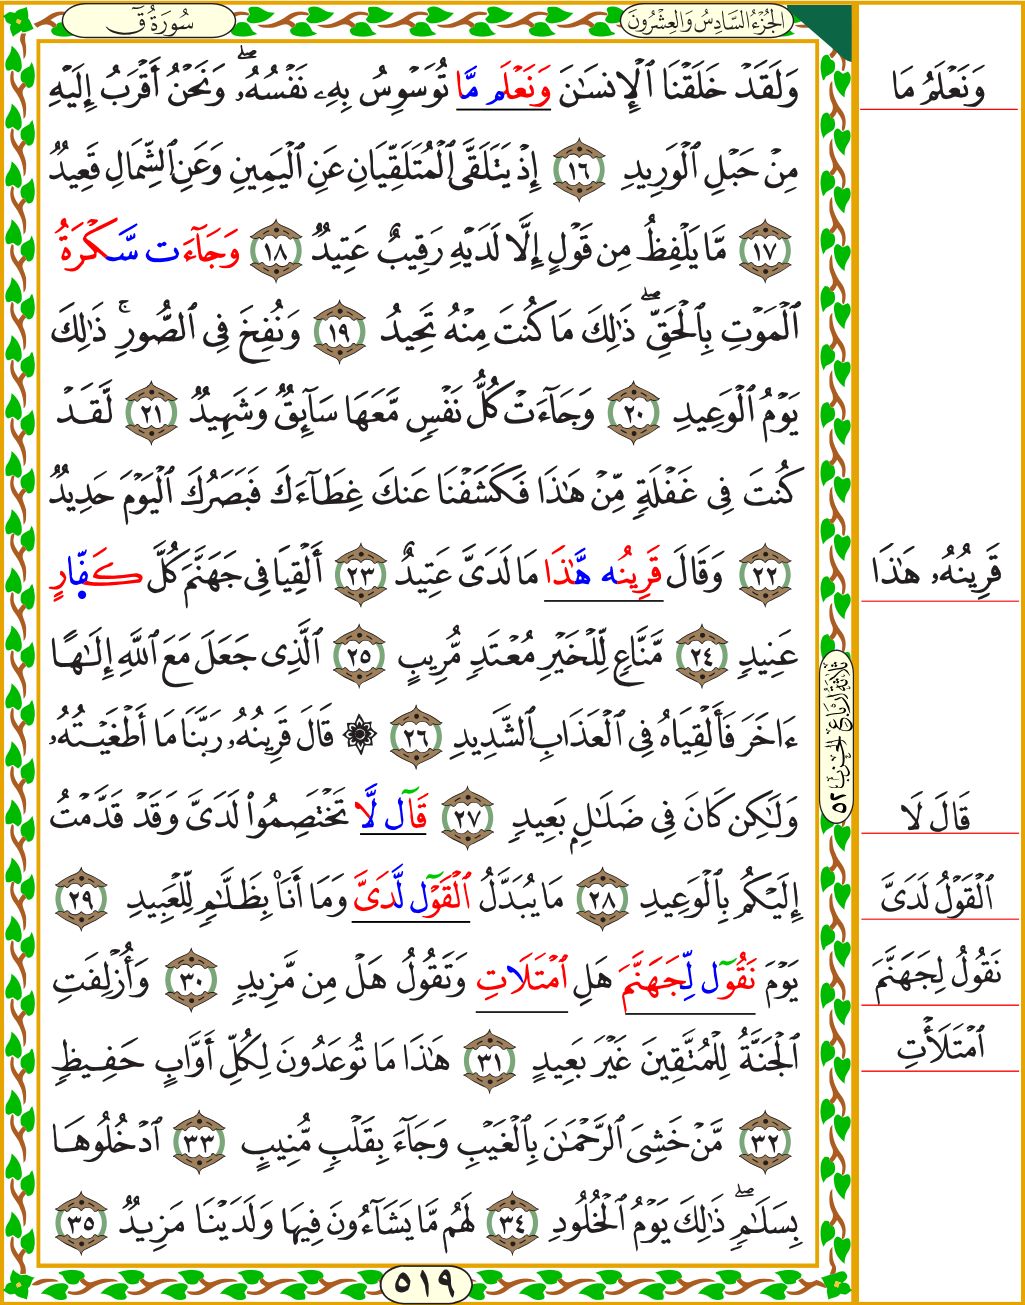 سُورَةُ قٓ
الجُزْءُ السَّادِسُ وَالعِشْرُونَ
وَلَقَدْ خَلَقْنَا ٱلْإِنسَٰنَ وَنَعْلَم مَّا تُوَسْوِسُ بِهِۦ نَفْسُهُۥ ۖ وَنَحْنُ أَقْرَبُ إِلَيْهِ
وَنَعْلَمُ مَا
مِنْ حَبْلِ ٱلْوَرِيدِ ١٦ إِذْ يَتَلَقَّى ٱلْمُتَلَقِّيَانِ عَنِ ٱلْيَمِينِ وَعَنِ ٱلشِّمَالِ قَعِيدٌ
١٧ مَّا يَلْفِظُ مِن قَوْلٍ إِلَّا لَدَيْهِ رَقِيبٌ عَتِيدٌ ١٨ وَجَآءَت سَّكْرَةُ
ٱلْمَوْتِ بِٱلْحَقِّ ۖ ذَٰلِكَ مَا كُنتَ مِنْهُ تَحِيدُ ١٩ وَنُفِخَ فِى ٱلصُّورِ ۚ ذَٰلِكَ
يَوْمُ ٱلْوَعِيدِ ٢٠ وَجَآءَتْ كُلُّ نَفْسٍ مَّعَهَا سَآئِقٌ وَشَهِيدٌ ٢١ لَّقَدْ
كُنتَ فِى غَفْلَةٍ مِّنْ هَٰذَا فَكَشَفْنَا عَنكَ غِطَآءَكَ فَبَصَرُكَ ٱلْيَوْمَ حَدِيدٌ
٢٢ وَقَالَ قَرِينُه هَّٰذَا مَا لَدَىَّ عَتِيدٌ ٢٣ أَلْقِيَا فِى جَهَنَّمَ كُلَّ كَفَّارٍ
قَرِينُهُۥ هَٰذَا
عَنِيدٍ ٢٤ مَّنَّاعٍ لِّلْخَيْرِ مُعْتَدٍ مُّرِيبٍ ٢٥ ٱلَّذِى جَعَلَ مَعَ ٱللَّهِ إِلَٰهًا
ءَاخَرَ فَأَلْقِيَاهُ فِى ٱلْعَذَابِ ٱلشَّدِيدِ ٢٦ ۞ قَالَ قَرِينُهُۥ رَبَّنَا مَا أَطْغَيْتُهُۥ
ثلاثة أرباع الحزب ٥٢
وَلَٰكِن كَانَ فِى ضَلَٰلٍ بَعِيدٍ ٢٧ قَآل لَّا تَخْتَصِمُوا۟ لَدَىَّ وَقَدْ قَدَّمْتُ
قَالَ لَا
إِلَيْكُم بِٱلْوَعِيدِ ٢٨ مَا يُبَدَّلُ ٱلْقَوْٓل لَّدَىَّ وَمَا أَنَا۠ بِظَلَّٰمٍ لِّلْعَبِيدِ ٢٩
ٱلْقَوْلُ لَدَىَّ
يَوْمَ نَقُوٓل لِّجَهَنَّمَ هَلِ ٱمْتَلَاتِ وَتَقُولُ هَلْ مِن مَّزِيدٍ ٣٠ وَأُزْلِفَتِ
نَقُولُ لِجَهَنَّمَ
ٱلْجَنَّةُ لِلْمُتَّقِينَ غَيْرَ بَعِيدٍ ٣١ هَٰذَا مَا تُوعَدُونَ لِكُلِّ أَوَّابٍ حَفِيظٍ
ٱمْتَلَأْتِ
٣٢ مَّنْ خَشِىَ ٱلرَّحْمَٰنَ بِٱلْغَيْبِ وَجَآءَ بِقَلْبٍ مُّنِيبٍ ٣٣ ٱدْخُلُوهَا
بِسَلَٰمٍ ۖ ذَٰلِكَ يَوْمُ ٱلْخُلُودِ ٣٤ لَهُم مَّا يَشَآءُونَ فِيهَا وَلَدَيْنَا مَزِيدٌ ٣٥
٥١٩